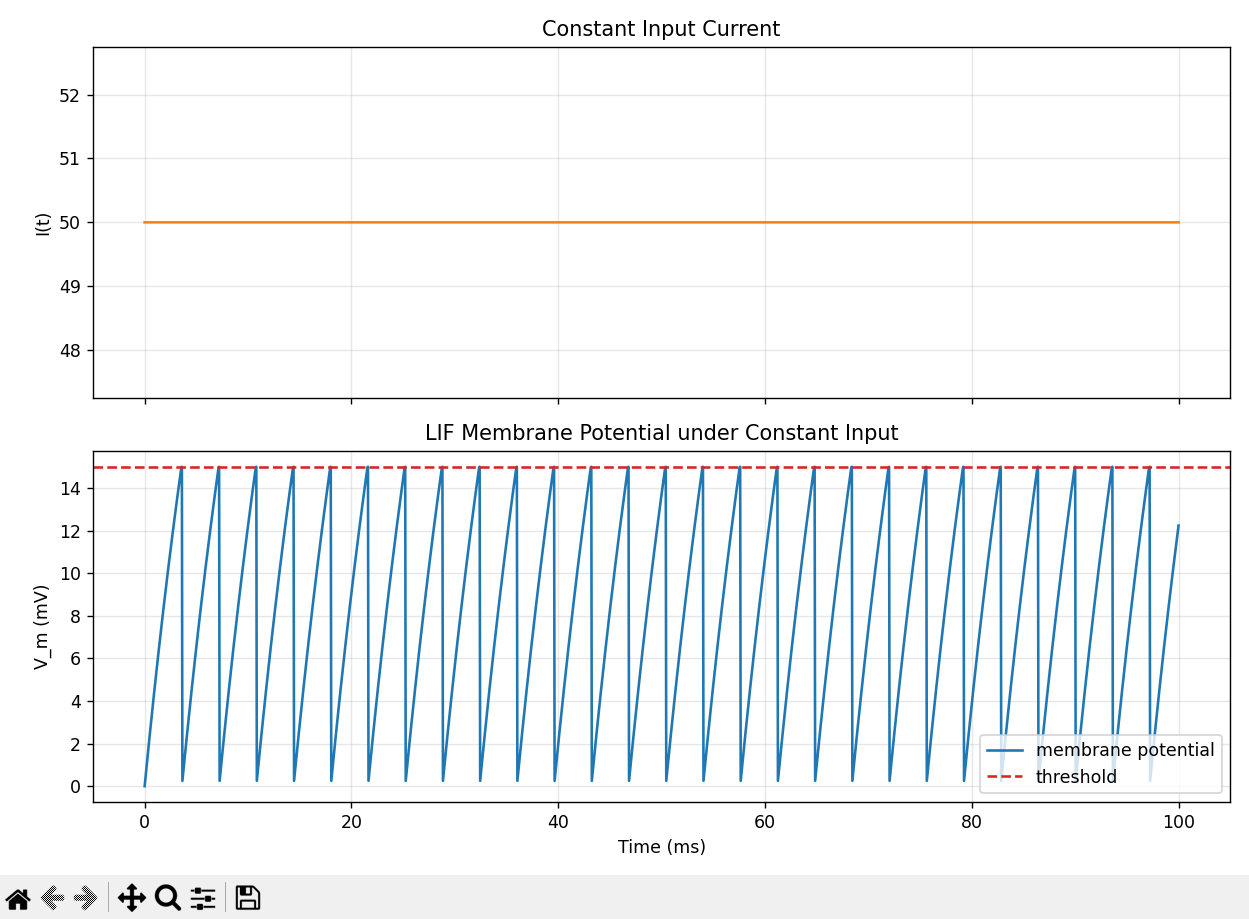 Constant Input Current
52
51
50
49
48
I(t)
LIF Membrane Potential under Constant Input
14
12
10
8
6
4
2
0
V_m (mV)
membrane potential
threshold
0 20 40 60 80 100
Time (ms)